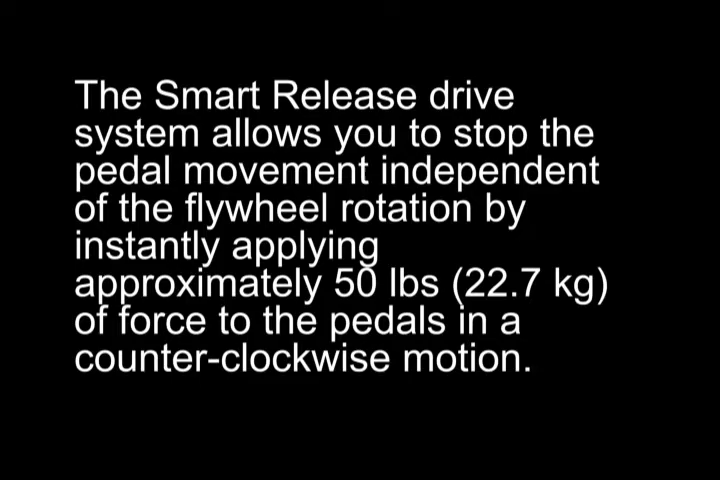 The Smart Release drive
system allows you to stop the
pedal movement independent
of the flywheel rotation by
instantly applying
approximately 50 lbs (22.7 kg)
of force to the pedals in a
counter-clockwise motion.